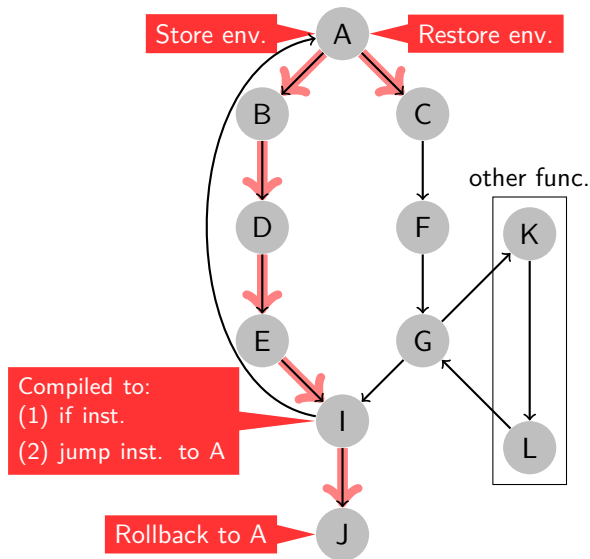 Store env.
A
Restore env.
B
C
other func.
D
F
K
E
G
Compiled to:
(1) if inst.
(2) jump inst. to A
I
L
Rollback to A
J